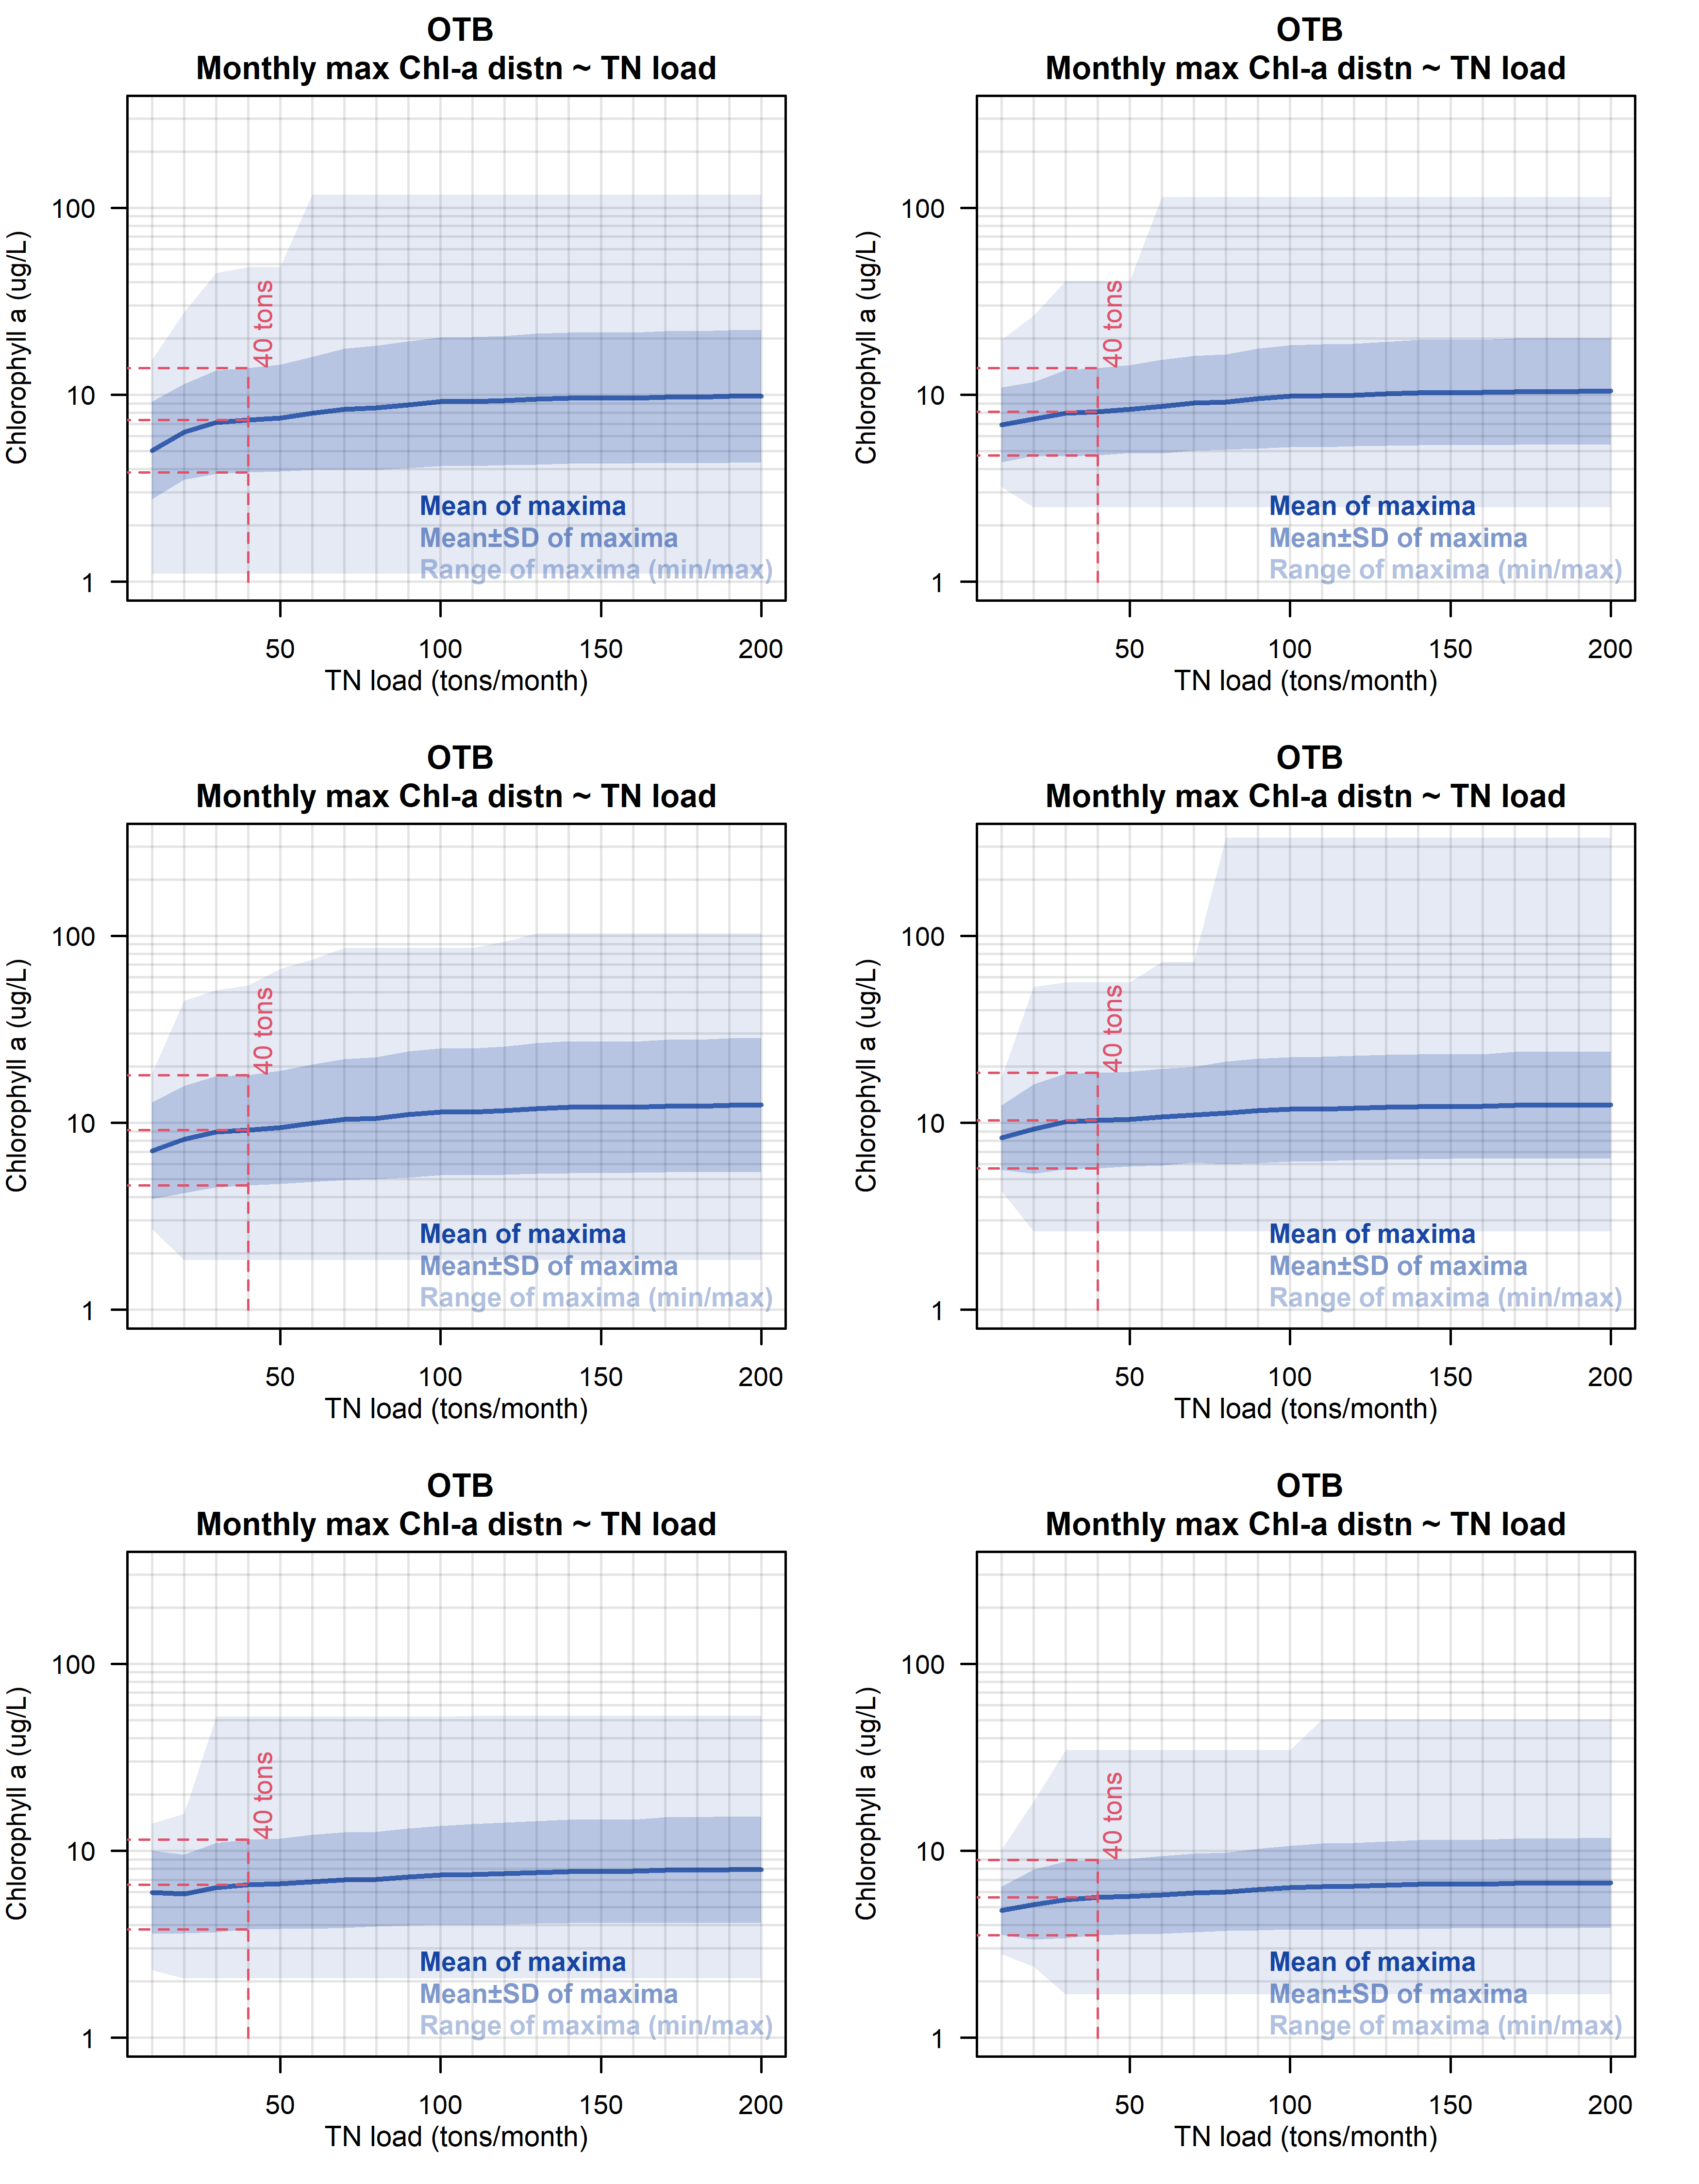 OTB
Monthly max Chl-a distn ~ TN load
Chlorophyll a (ug/L)
100
10
1
40 tons
Mean of maxima
Mean±SD of maxima
Range of maxima (min/max)
50 100 150 200
TN load (tons/month)
OTB
Monthly max Chl-a distn ~ TN load
Chlorophyll a (ug/L)
100
10
1
40 tons
Mean of maxima
Mean±SD of maxima
Range of maxima (min/max)
50 100 150 200
TN load (tons/month)
OTB
Monthly max Chl-a distn ~ TN load
Chlorophyll a (ug/L)
100
10
1
40 tons
Mean of maxima
Mean±SD of maxima
Range of maxima (min/max)
50 100 150 200
TN load (tons/month)
OTB
Monthly max Chl-a distn ~ TN load
Chlorophyll a (ug/L)
100
10
1
40 tons
Mean of maxima
Mean±SD of maxima
Range of maxima (min/max)
50 100 150 200
TN load (tons/month)
OTB
Monthly max Chl-a distn ~ TN load
Chlorophyll a (ug/L)
100
10
1
40 tons
Mean of maxima
Mean±SD of maxima
Range of maxima (min/max)
50 100 150 200
TN load (tons/month)
OTB
Monthly max Chl-a distn ~ TN load
Chlorophyll a (ug/L)
100
10
1
40 tons
Mean of maxima
Mean±SD of maxima
Range of maxima (min/max)
50 100 150 200
TN load (tons/month)